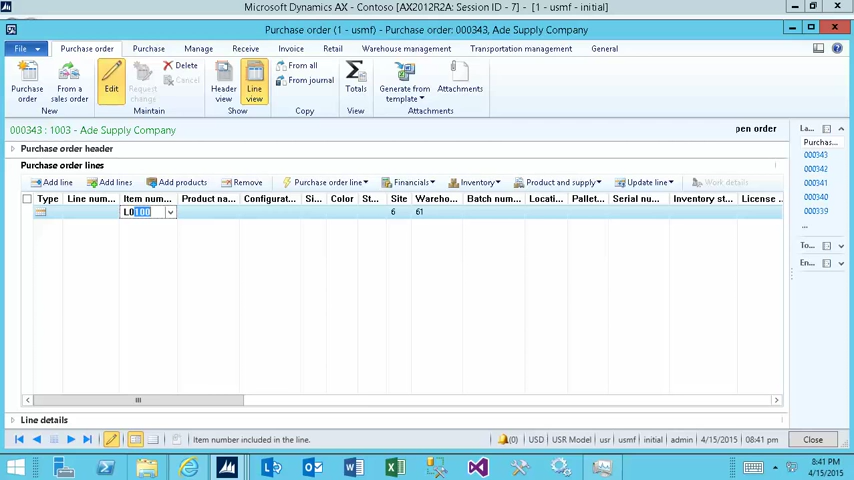 Microsoft Dynamics AX - Contoso [AX2012R2A: Session ID - 7] - [1 - usmf - initial]
Purchase order (1 - usmf) - Purchase order: 000343, Ade Supply Company
File Purchase order Purchase Manage Receive Invoice Retail Warehouse management Transportation management General
Purchase order
From a sales order
New
Edit
Request change
Delete
Cancel
Maintain
Header view
Line view
Show
From all
From journal
Copy
Totals
View
Generate from template
Attachments
Attachments
000343 : 1003 - Ade Supply Company
pen order
Purchase order header
Purchase order lines
Add line Add lines Add products Remove Purchase order line Financials Inventory Product and supply Update line Work details
Type Line num... Item num... Product na... Configurat... Si... Color St... Site Wareho... Batch num... Locati... Pallet... Serial nu... Inventory st... License ..
L0100 6 61
Line details
Item number included in the line.
(0) USD USR Model usr usmf initial admin 4/15/2015 08:41 pm Close
La...
Purchas...
000343
000342
000341
000340
000339
...
To...
En...
8:41 PM
4/15/2015